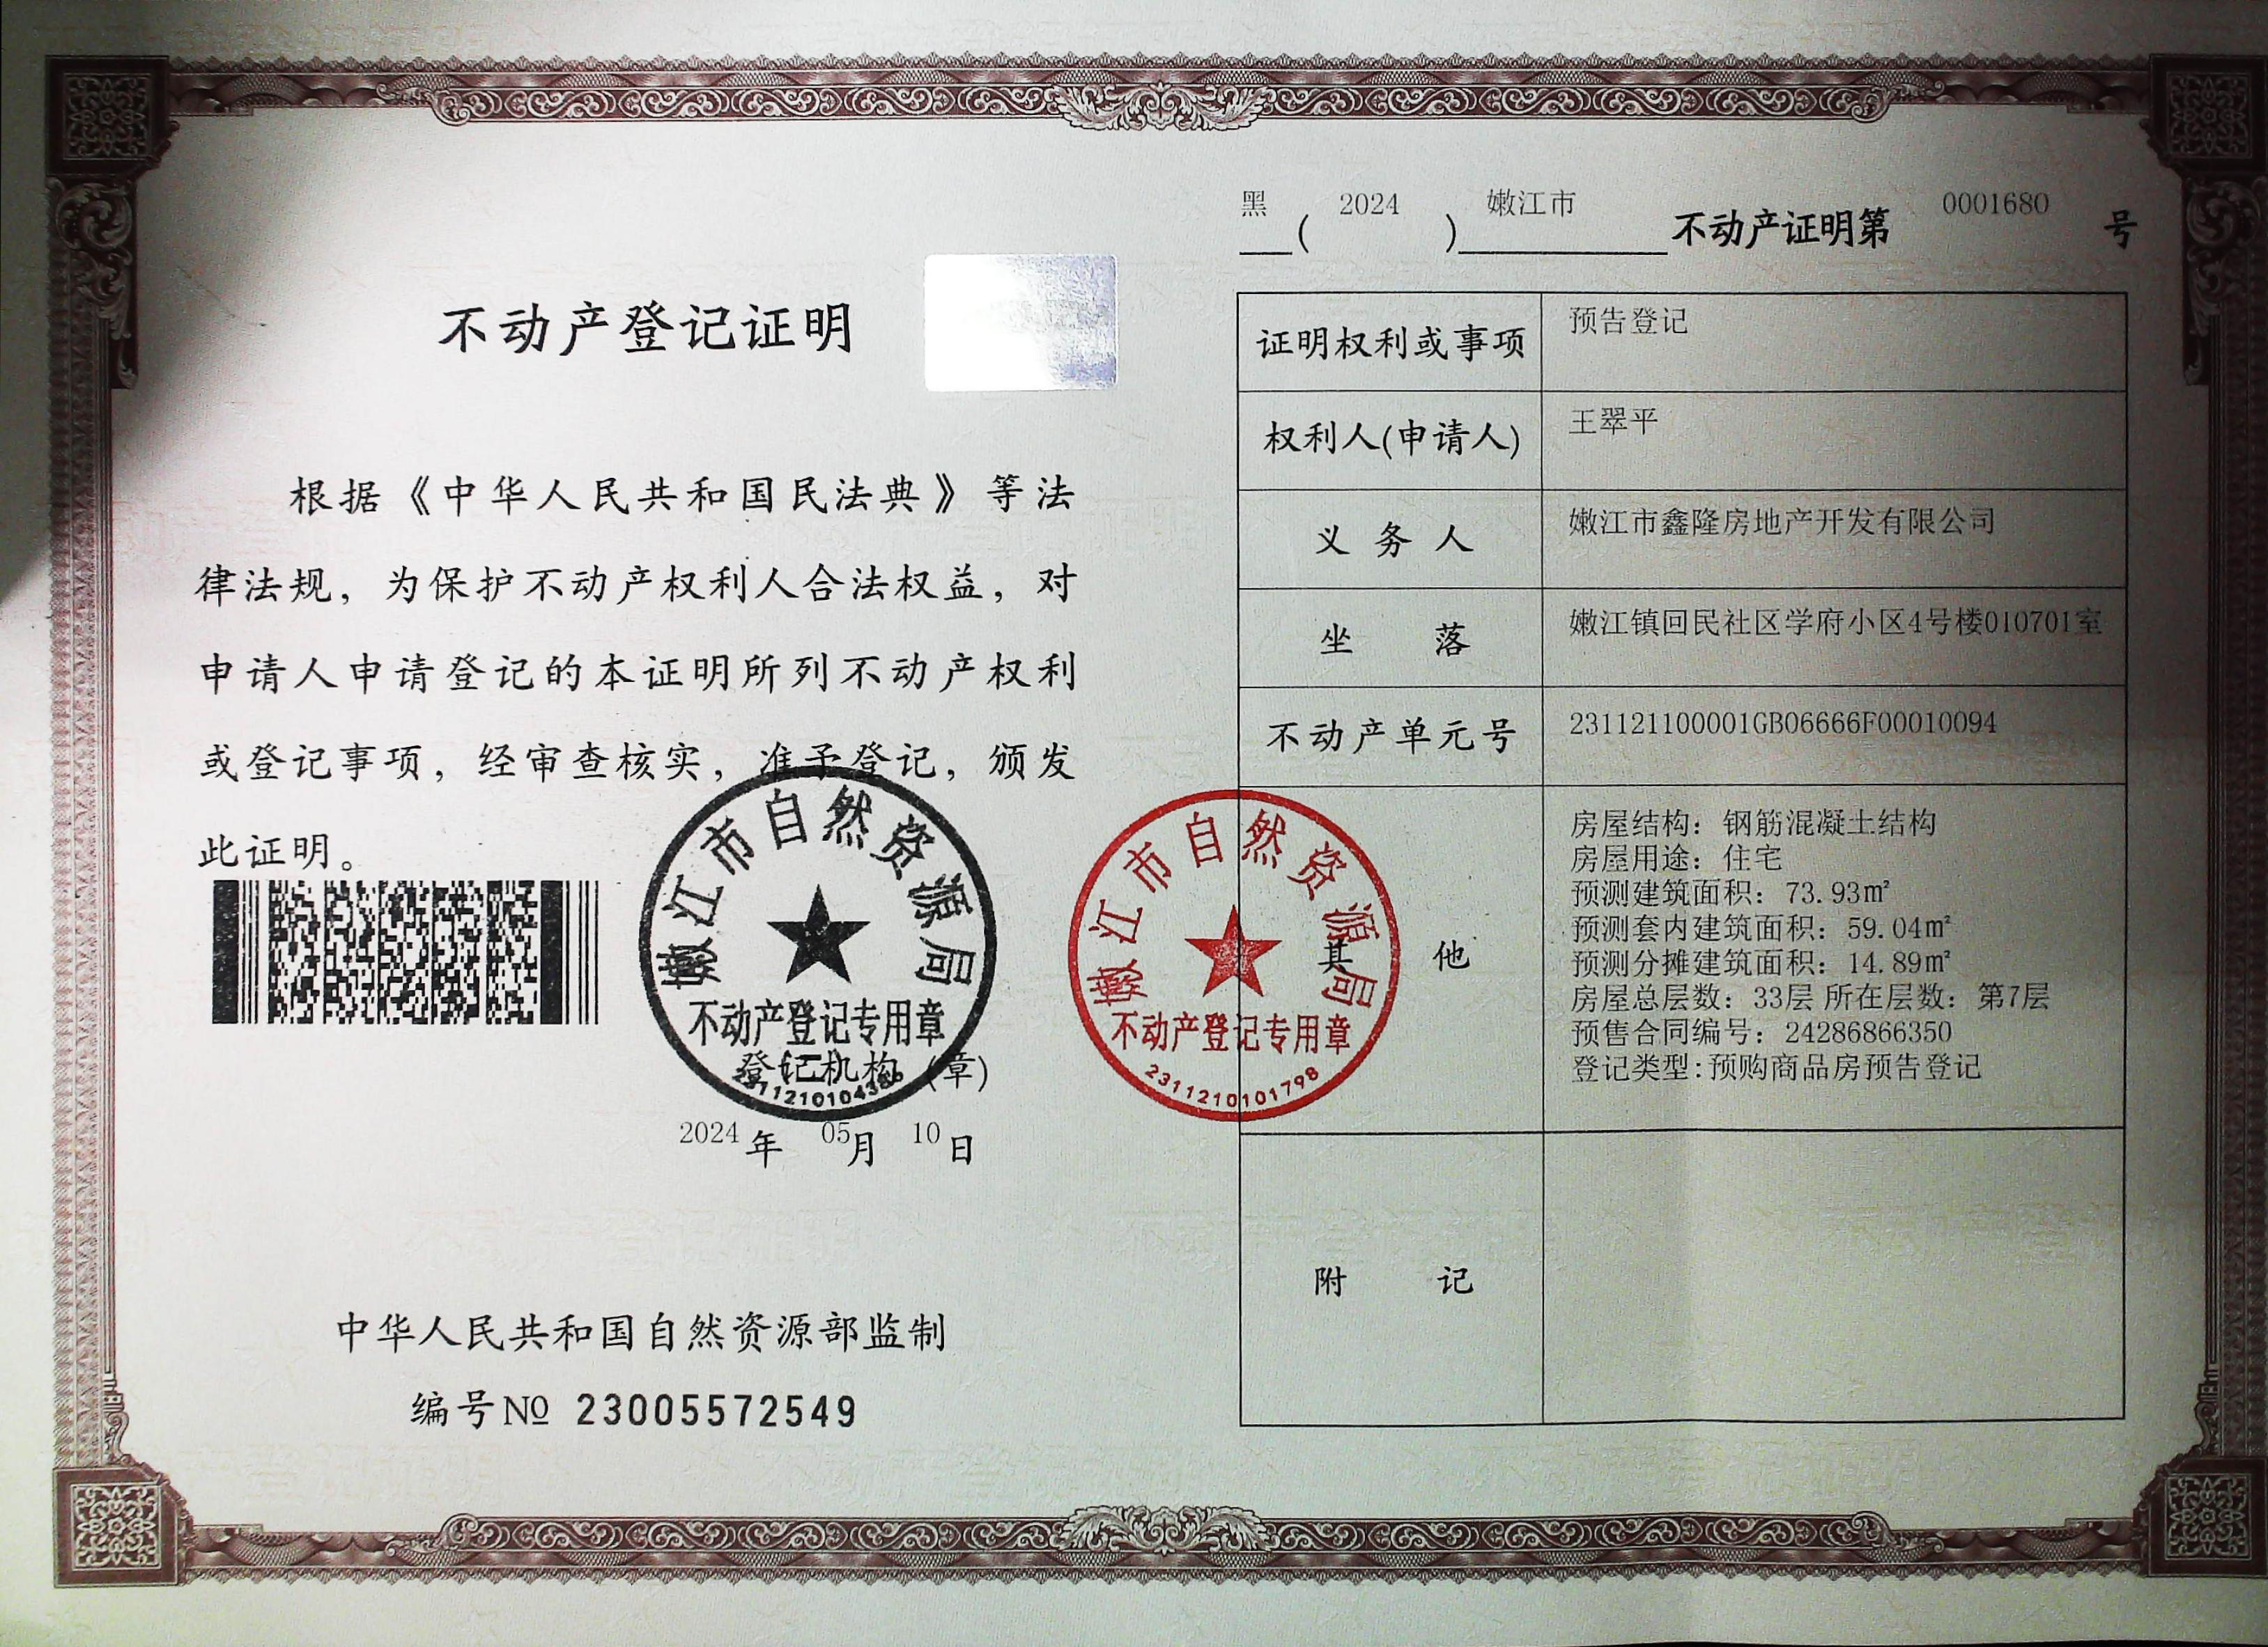 不动产登记证明
根据《中华人民共和国民法典》等法
律法规，为保护不动产权利人合法权益，对
申请人申请登记的本证明所列不动产权利
或登记事项，经审查核实，准予登记，颁发
此证明。
嫩江市自然资源局
不动产登记专用章
登记机构（章）
2024年 05月 10日
中华人民共和国自然资源部监制
编号№ 23005572549
黑（2024）嫩江市不动产证明第 0001680 号
证明权利或事项 预告登记
权利人(申请人) 王翠平
义务人 嫩江市鑫隆房地产开发有限公司
坐落 嫩江镇回民社区学府小区4号楼010701室
不动产单元号 231121100001GB06666F00010094
其他
房屋结构：钢筋混凝土结构
房屋用途：住宅
预测建筑面积：73.93㎡
预测套内建筑面积：59.04㎡
预测分摊建筑面积：14.89㎡
房屋总层数：33层 所在层数：第7层
预售合同编号：24286866350
登记类型:预购商品房预告登记
嫩江市自然资源局
不动产登记专用章
2311210101798
附记